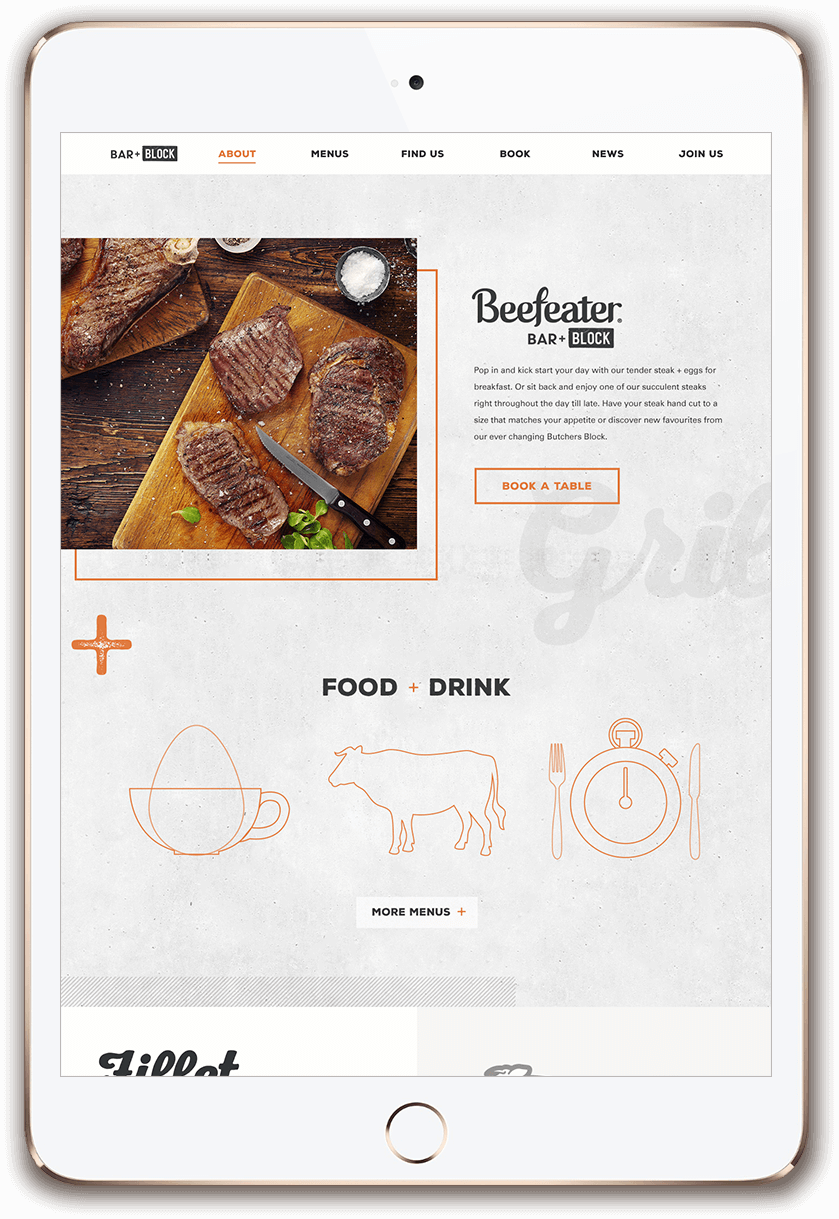 BAR+ BLOCK ABOUT MENUS FIND US BOOK NEWS JOIN US
Beefeater®
BAR+ BLOCK
Pop in and kick start your day with our tender steak + eggs for
breakfast. Or sit back and enjoy one of our succulent steaks
right throughout the day till late. Have your steak hand cut to a
size that matches your appetite or discover new favourites from
our ever changing Butchers Block.
BOOK A TABLE
Gril
FOOD + DRINK
MORE MENUS +
Fillet